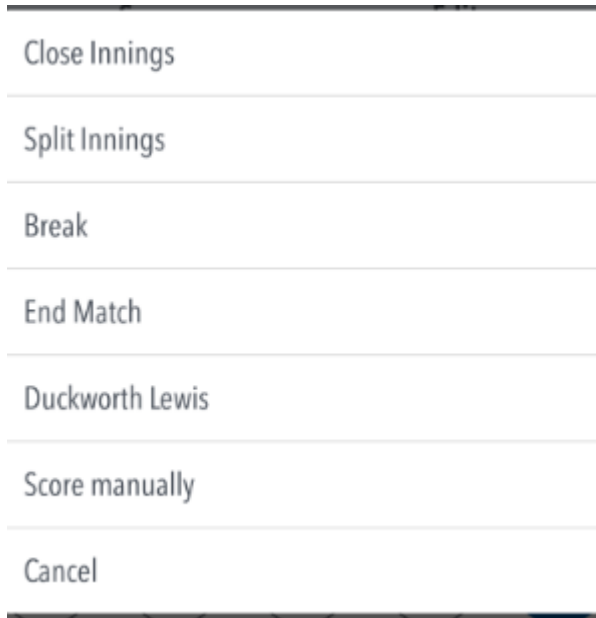 Close Innings
Split Innings
Break
End Match
Duckworth Lewis
Score manually
Cancel